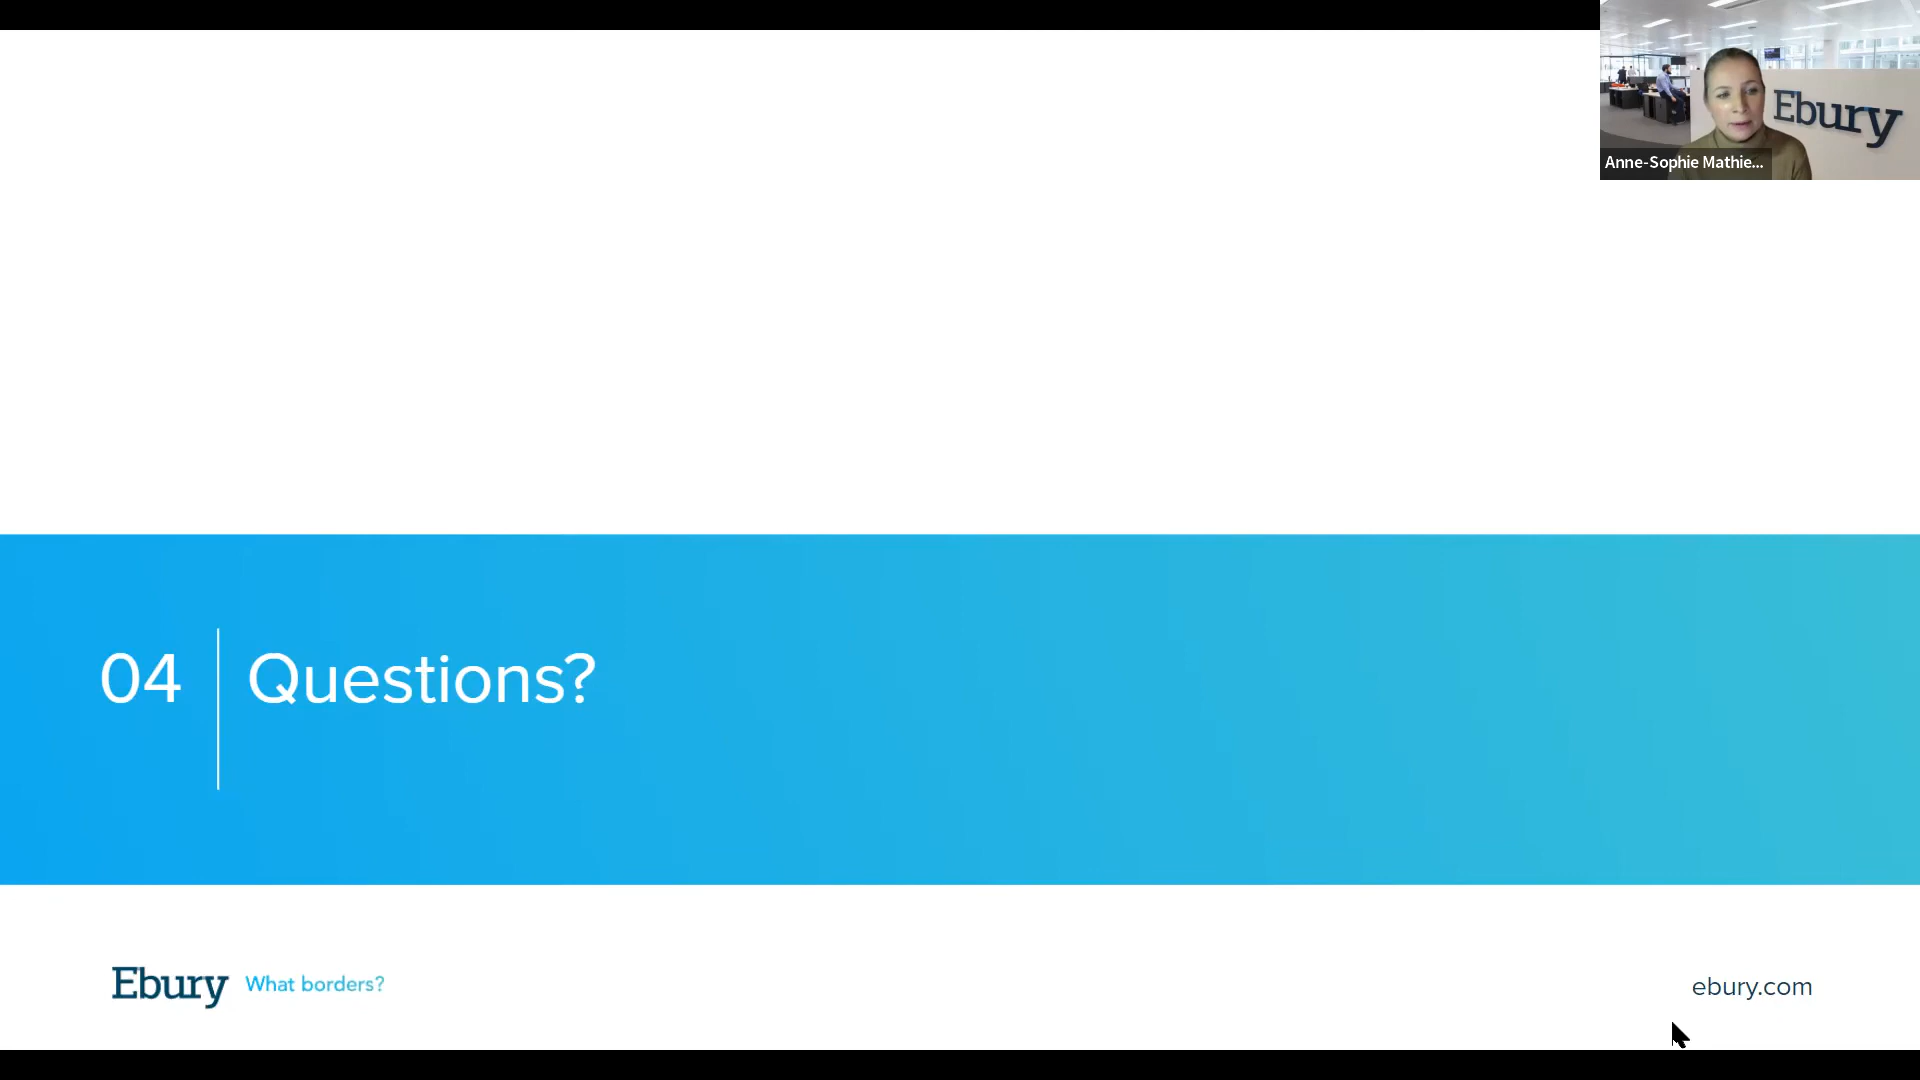 Ebury
Anne-Sophie Mathie...
04
Questions?
Ebury What borders?
ebury.com